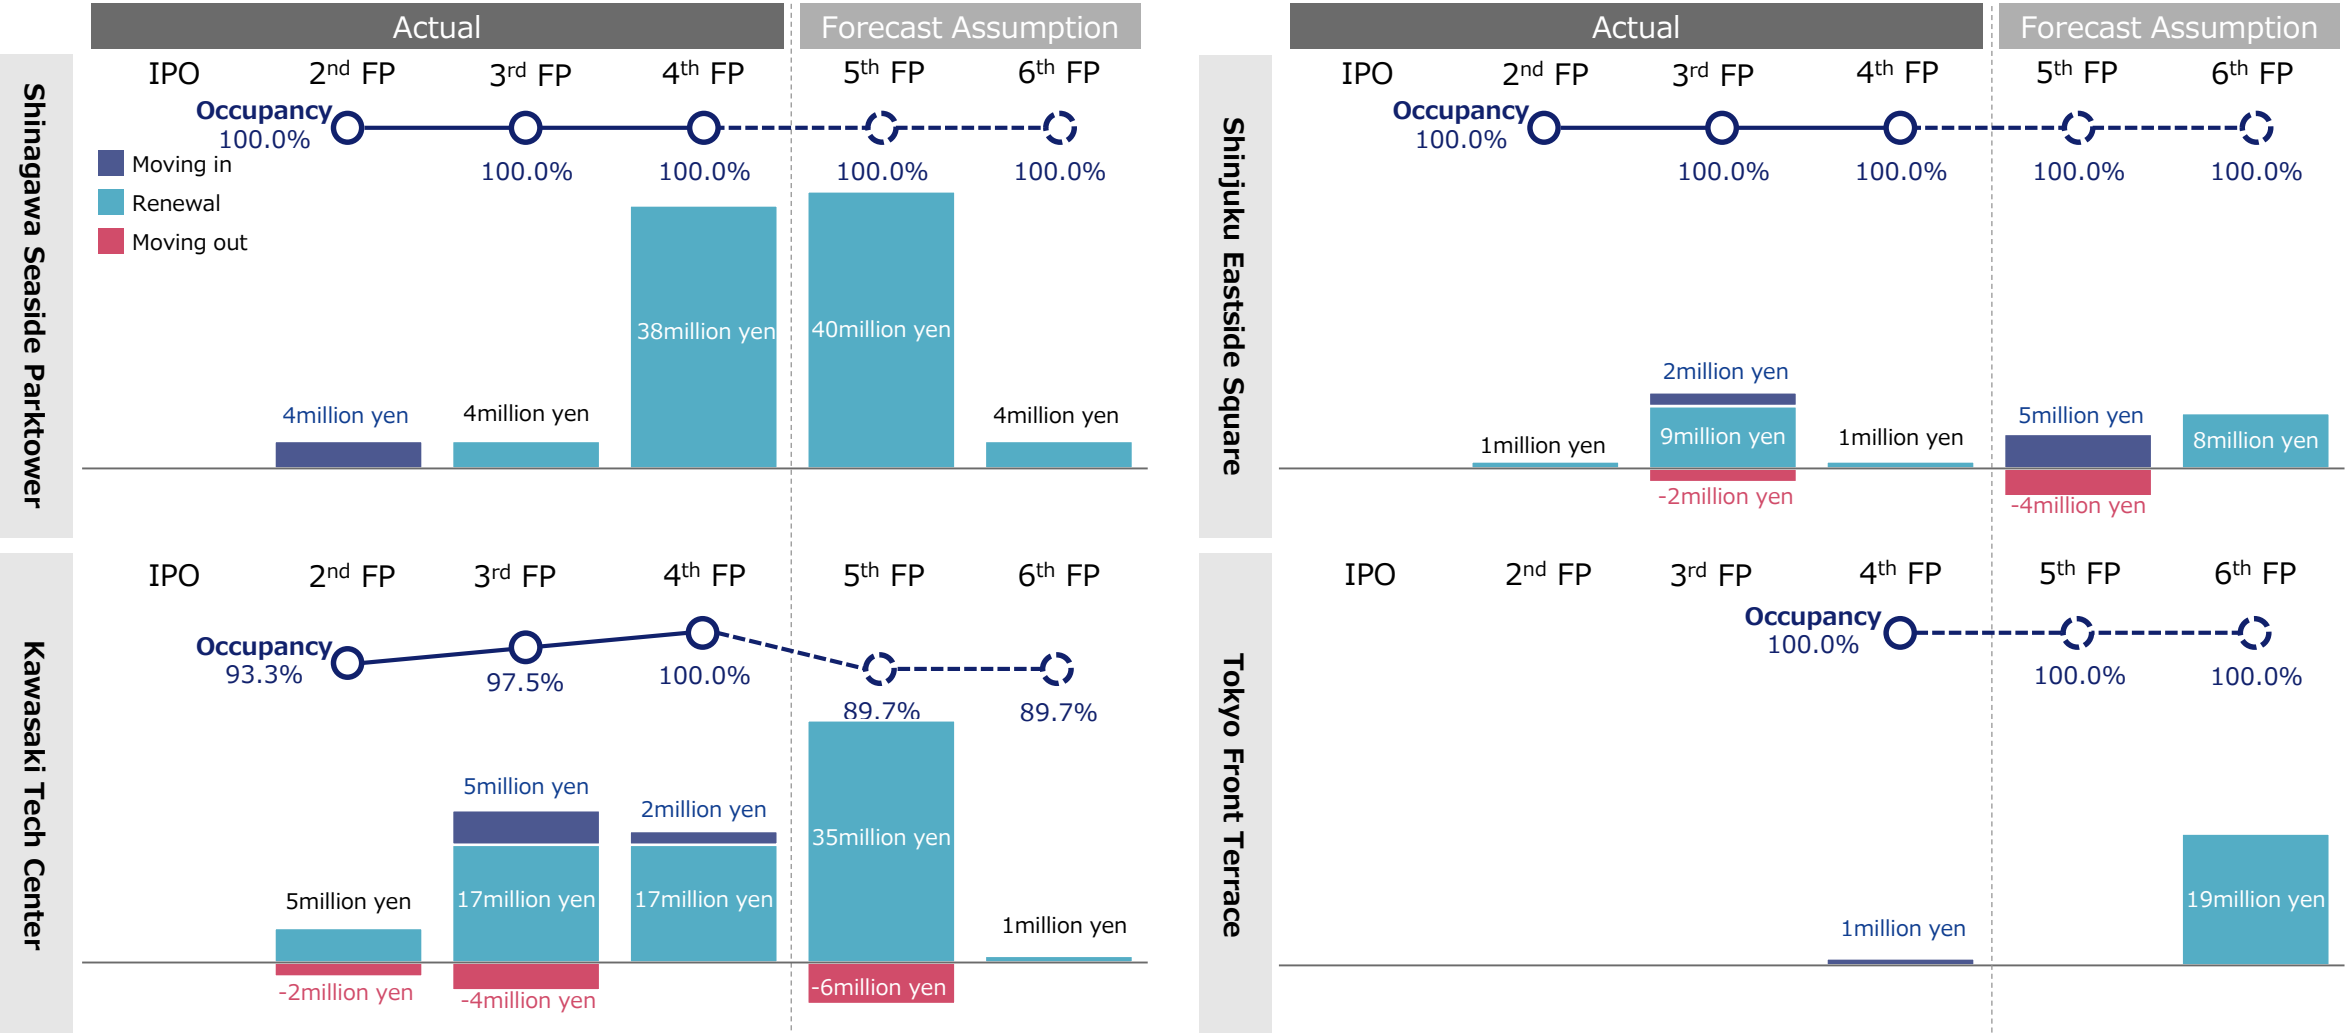 Actual
Forecast Assumption
Shinagawa Seaside Parktower
IPO
2nd FP
3rd FP
4th FP
5th FP
6th FP
Occupancy
100.0%
100.0%
100.0%
100.0%
100.0%
Moving in
Renewal
Moving out
4million yen
4million yen
38million yen
40million yen
4million yen
Kawasaki Tech Center
IPO
2nd FP
3rd FP
4th FP
5th FP
6th FP
Occupancy
93.3%
97.5%
100.0%
89.7%
89.7%
5million yen
-2million yen
5million yen
17million yen
-4million yen
2million yen
17million yen
35million yen
-6million yen
1million yen
Actual
Forecast Assumption
Shinjuku Eastside Square
IPO
2nd FP
3rd FP
4th FP
5th FP
6th FP
Occupancy
100.0%
100.0%
100.0%
100.0%
100.0%
1million yen
2million yen
9million yen
-2million yen
1million yen
5million yen
-4million yen
8million yen
Tokyo Front Terrace
IPO
2nd FP
3rd FP
4th FP
5th FP
6th FP
Occupancy
100.0%
100.0%
100.0%
1million yen
19million yen